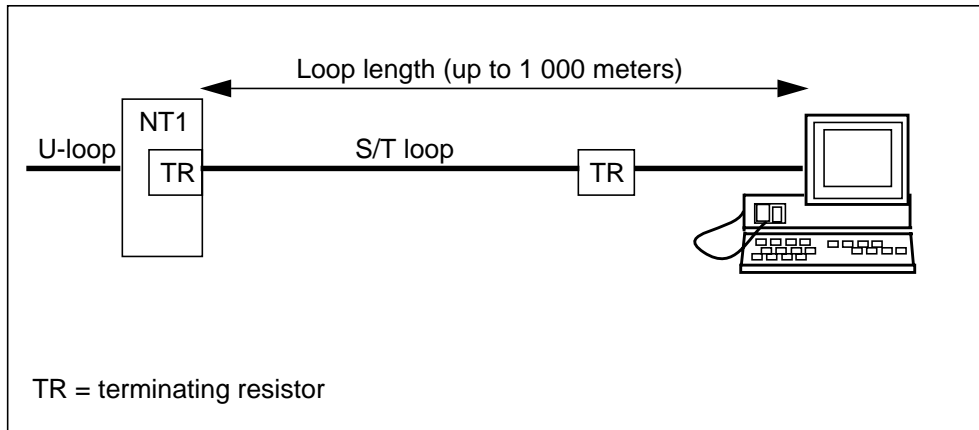 Loop length (up to 1 000 meters)
NT1
U-loop
TR
S/T loop
TR
TR = terminating resistor